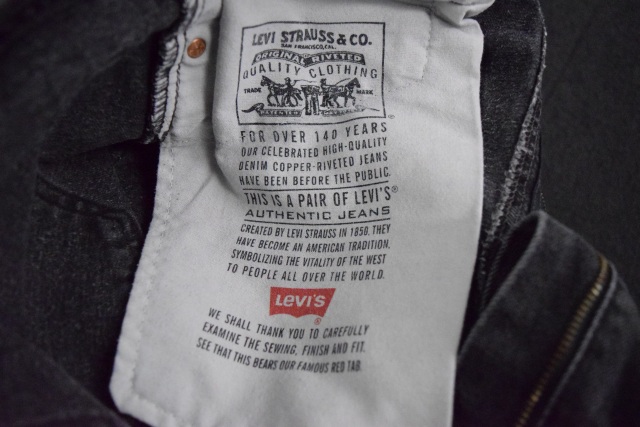 LEVI STRAUSS & CO.
SAN FRANCISCO, CAL.
ORIGINAL RIVETED
QUALITY CLOTHING
TRADE MARK
FOR OVER 140 YEARS
OUR CELEBRATED HIGH-QUALITY
DENIM COPPER-RIVETED JEANS
HAVE BEEN BEFORE THE PUBLIC.
THIS IS A PAIR OF LEVI'S®
AUTHENTIC JEANS
CREATED BY LEVI STRAUSS IN 1850. THEY
HAVE BECOME AN AMERICAN TRADITION,
SYMBOLIZING THE VITALITY OF THE WEST
TO PEOPLE ALL OVER THE WORLD.
LEVI'S
®
WE SHALL THANK YOU TO CAREFULLY
EXAMINE THE SEWING, FINISH AND FIT.
SEE THAT THIS BEARS OUR FAMOUS RED TAB.